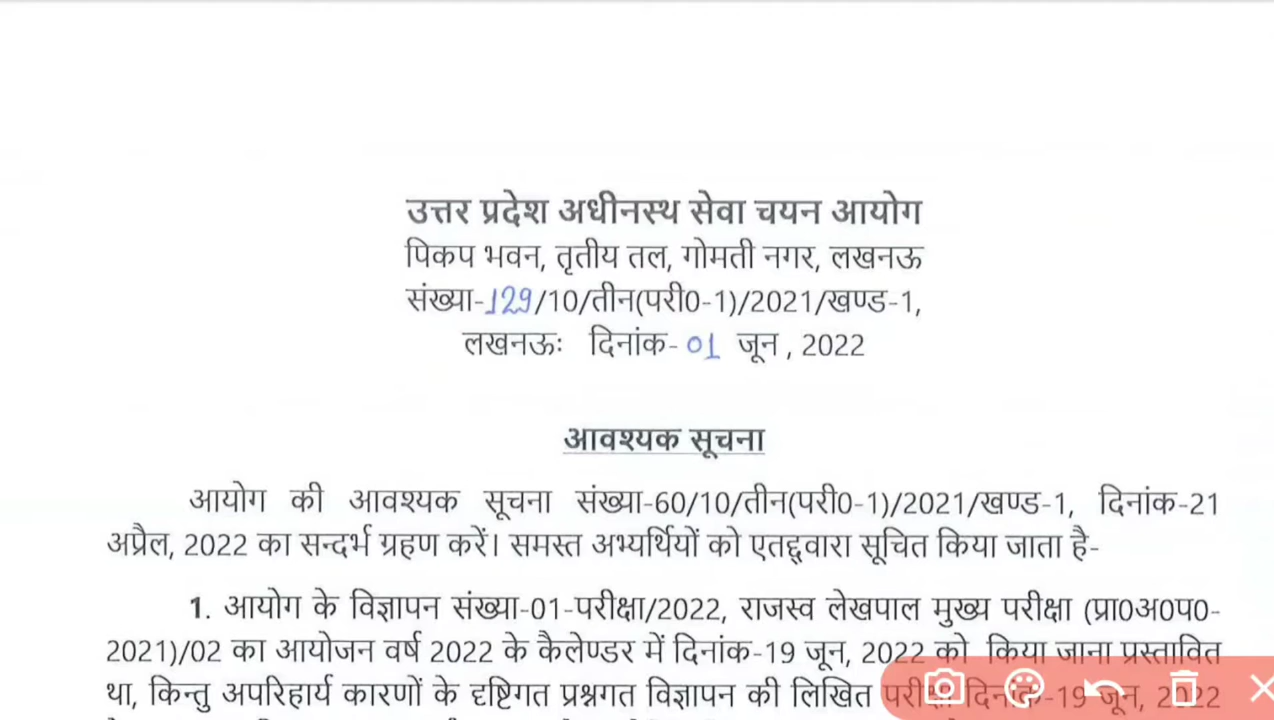 उत्तर प्रदेश अधीनस्थ सेवा चयन आयोग
पिकप भवन, तृतीय तल, गोमती नगर, लखनऊ
संख्या-129/10/तीन(परी0-1)/2021/खण्ड-1,
लखनऊः दिनांक- 01 जून, 2022
आवश्यक सूचना
आयोग की आवश्यक सूचना संख्या-60/10/तीन(परी0-1)/2021/खण्ड-1, दिनांक-21
अप्रैल, 2022 का सन्दर्भ ग्रहण करें। समस्त अभ्यर्थियों को एतद्द्वारा सूचित किया जाता है-
1. आयोग के विज्ञापन संख्या-01-परीक्षा/2022, राजस्व लेखपाल मुख्य परीक्षा (प्रा0अ0प0-
2021)/02 का आयोजन वर्ष 2022 के कैलेण्डर में दिनांक-19 जून, 2022 को किया जाना प्रस्तावित
था, किन्तु अपरिहार्य कारणों के दृष्टिगत प्रश्नगत विज्ञापन की लिखित परीक्षा दिनांक-19 जून, 2022